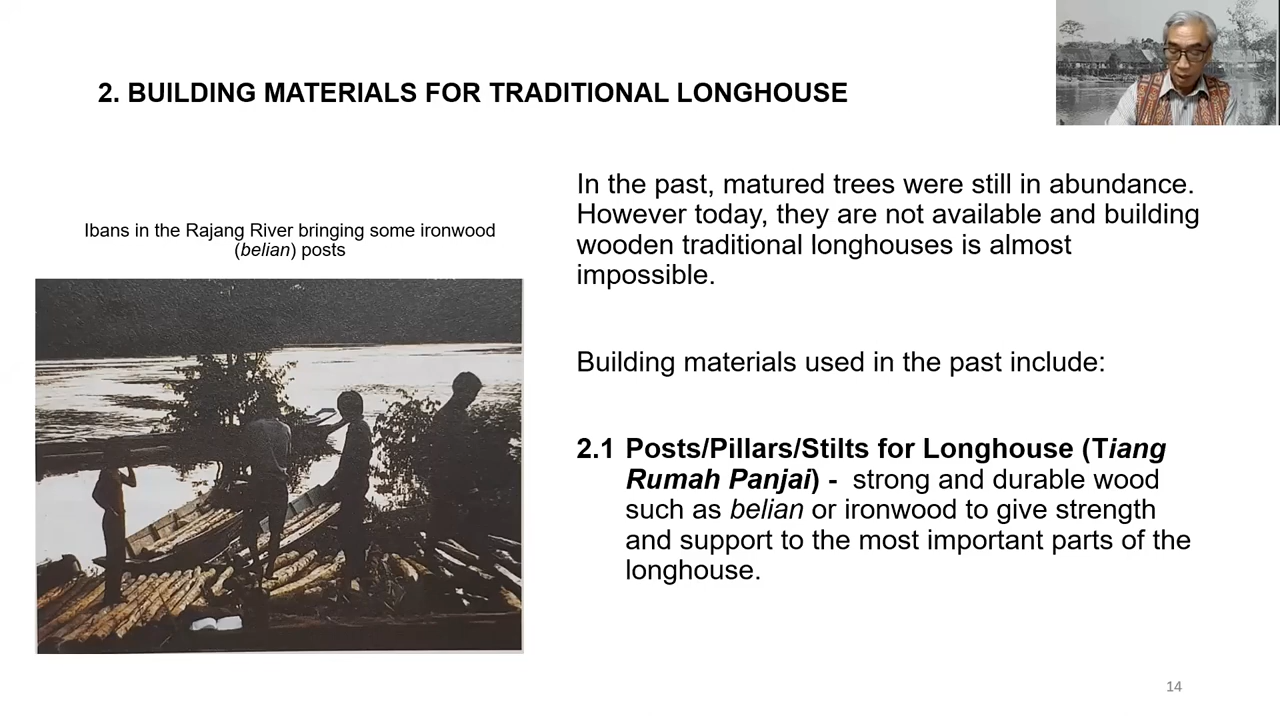 2. BUILDING MATERIALS FOR TRADITIONAL LONGHOUSE
Ibans in the Rajang River bringing some ironwood
(belian) posts
In the past, matured trees were still in abundance.
However today, they are not available and building
wooden traditional longhouses is almost
impossible.
Building materials used in the past include:
2.1 Posts/Pillars/Stilts for Longhouse (Tiang
Rumah Panjai) - strong and durable wood
such as belian or ironwood to give strength
and support to the most important parts of the
longhouse.
14